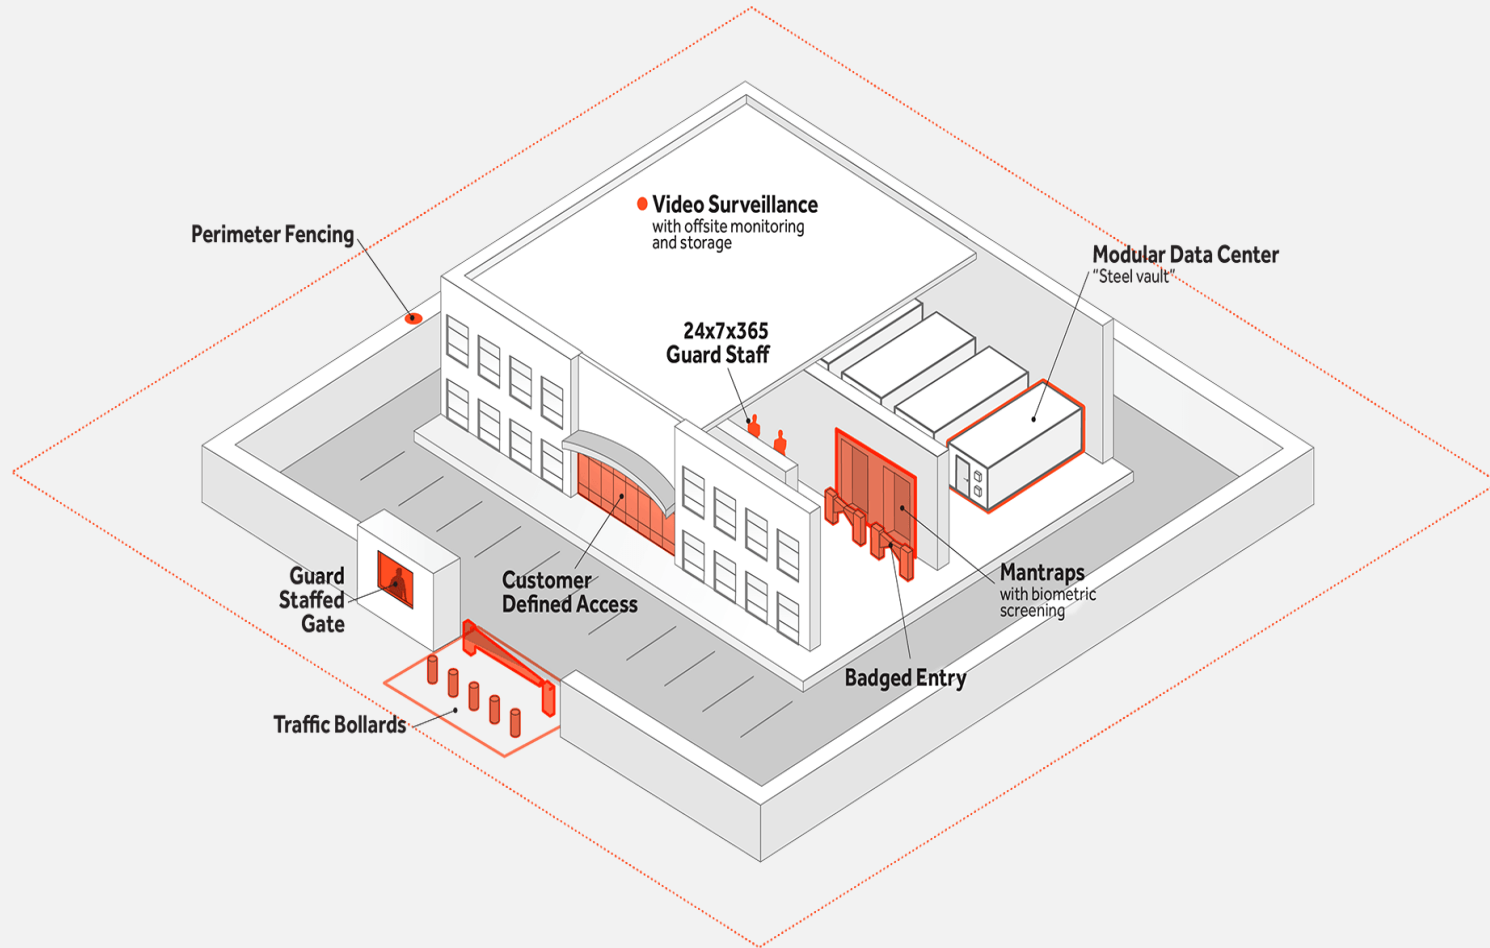 Video Surveillance
with offsite monitoring
and storage
Perimeter Fencing
Modular Data Center
"Steel vault"
24x7x365
Guard Staff
Guard
Staffed
Gate
Customer
Defined Access
Mantraps
with biometric
screening
Badged Entry
Traffic Bollards